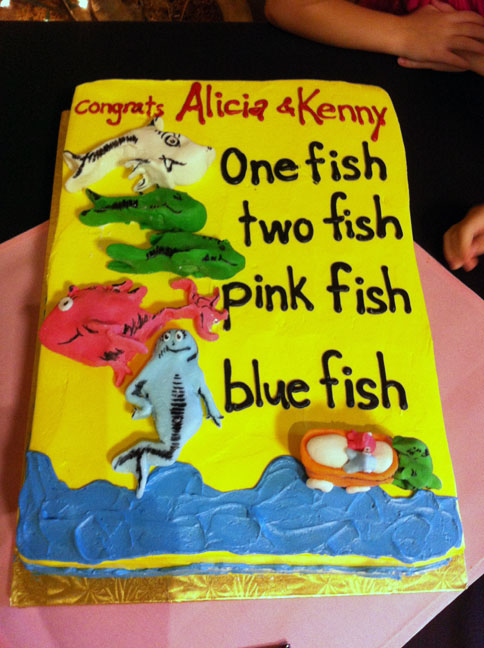 congrats Alicia & Kenny
One fish
two fish
pink fish
blue fish